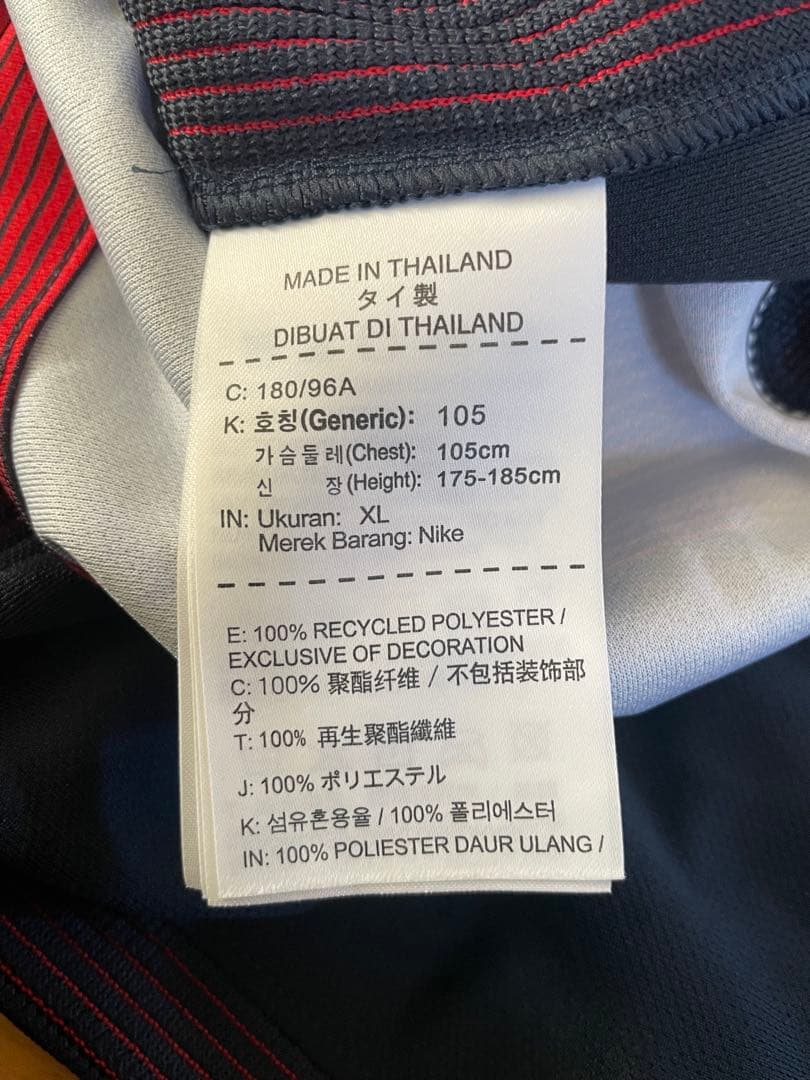 MADE IN THAILAND
タイ製
DIBUAT DI THAILAND
C: 180/96A
K: 호칭(Generic): 105
가슴둘레(Chest): 105cm
신 장(Height): 175-185cm
IN: Ukuran: XL
Merek Barang: Nike
E: 100% RECYCLED POLYESTER /
EXCLUSIVE OF DECORATION
C: 100% 聚酯纤维 / 不包括装饰部
分
T: 100% 再生聚酯纖維
J: 100% ポリエステル
K: 섬유혼용율 / 100% 폴리에스터
IN: 100% POLIESTER DAUR ULANG /